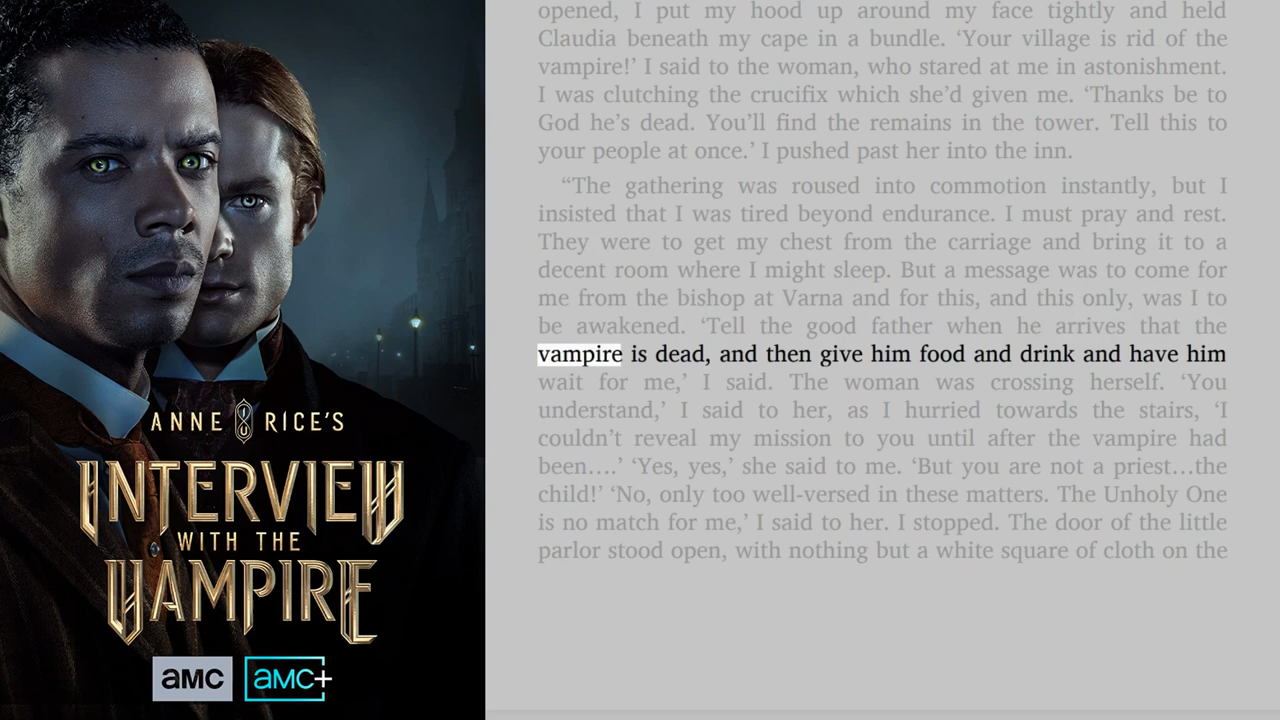 ANNE RICE'S
INTERVIEW
WITH THE
VAMPIRE
amc
amc+
opened, I put my hood up around my face tightly and held
Claudia beneath my cape in a bundle. ‘Your village is rid of the
vampire!’ I said to the woman, who stared at me in astonishment.
I was clutching the crucifix which she’d given me. ‘Thanks be to
God he’s dead. You’ll find the remains in the tower. Tell this to
your people at once.’ I pushed past her into the inn.
“The gathering was roused into commotion instantly, but I
insisted that I was tired beyond endurance. I must pray and rest.
They were to get my chest from the carriage and bring it to a
decent room where I might sleep. But a message was to come for
me from the bishop at Varna and for this, and this only, was I to
be awakened. ‘Tell the good father when he arrives that the
vampire is dead, and then give him food and drink and have him
wait for me,’ I said. The woman was crossing herself. ‘You
understand,’ I said to her, as I hurried towards the stairs, ‘I
couldn’t reveal my mission to you until after the vampire had
been….’ ‘Yes, yes,’ she said to me. ‘But you are not a priest…the
child!’ ‘No, only too well-versed in these matters. The Unholy One
is no match for me,’ I said to her. I stopped. The door of the little
parlor stood open, with nothing but a white square of cloth on the